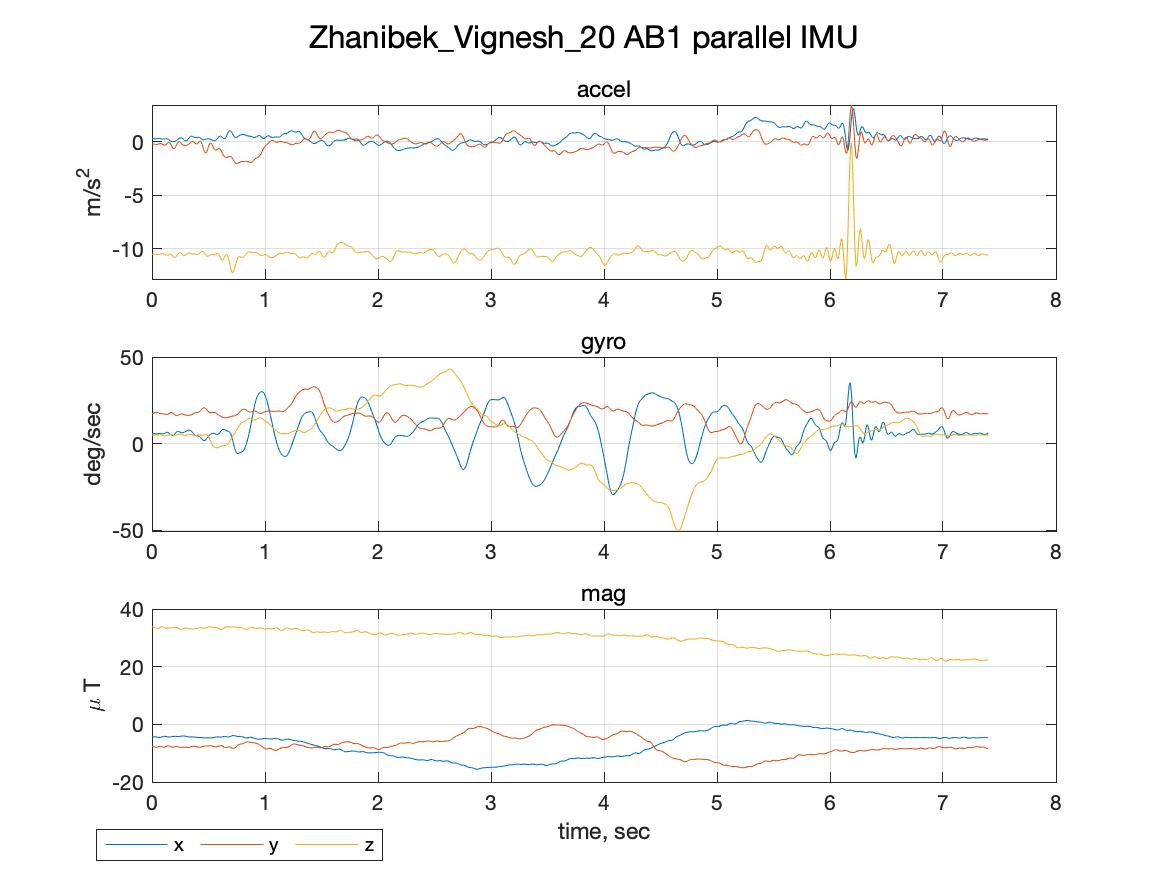 Zhanibek_Vignesh_20 AB1 parallel IMU
accel
m/s²
0
-5
-10
0 1 2 3 4 5 6 7 8
gyro
deg/sec
50
0
-50
0 1 2 3 4 5 6 7 8
mag
μ T
40
20
0
-20
0 1 2 3 4 5 6 7 8
time, sec
x y z